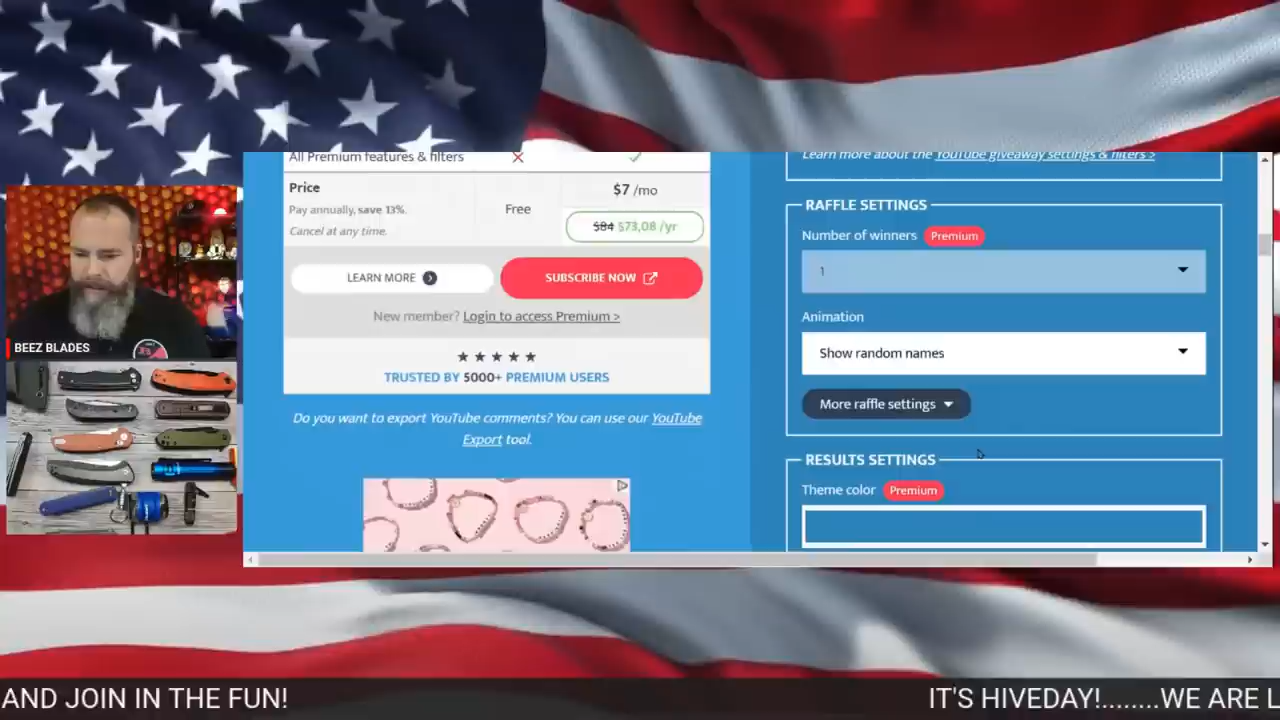 All Premium features & filters
Price
Pay annually, save 13%.
Cancel at any time.
Free
$7 /mo
$84 $73,08 /yr
LEARN MORE
SUBSCRIBE NOW
New member? Login to access Premium >
★ ★ ★ ★ ★
TRUSTED BY 5000+ PREMIUM USERS
Do you want to export YouTube comments? You can use our YouTube
Export tool.
Learn more about the YouTube giveaway settings & filters >
RAFFLE SETTINGS
Number of winners Premium
1
Animation
Show random names
More raffle settings
RESULTS SETTINGS
Theme color Premium
BEEZ BLADES
AND JOIN IN THE FUN! IT'S HIVEDAY!.......WE ARE L